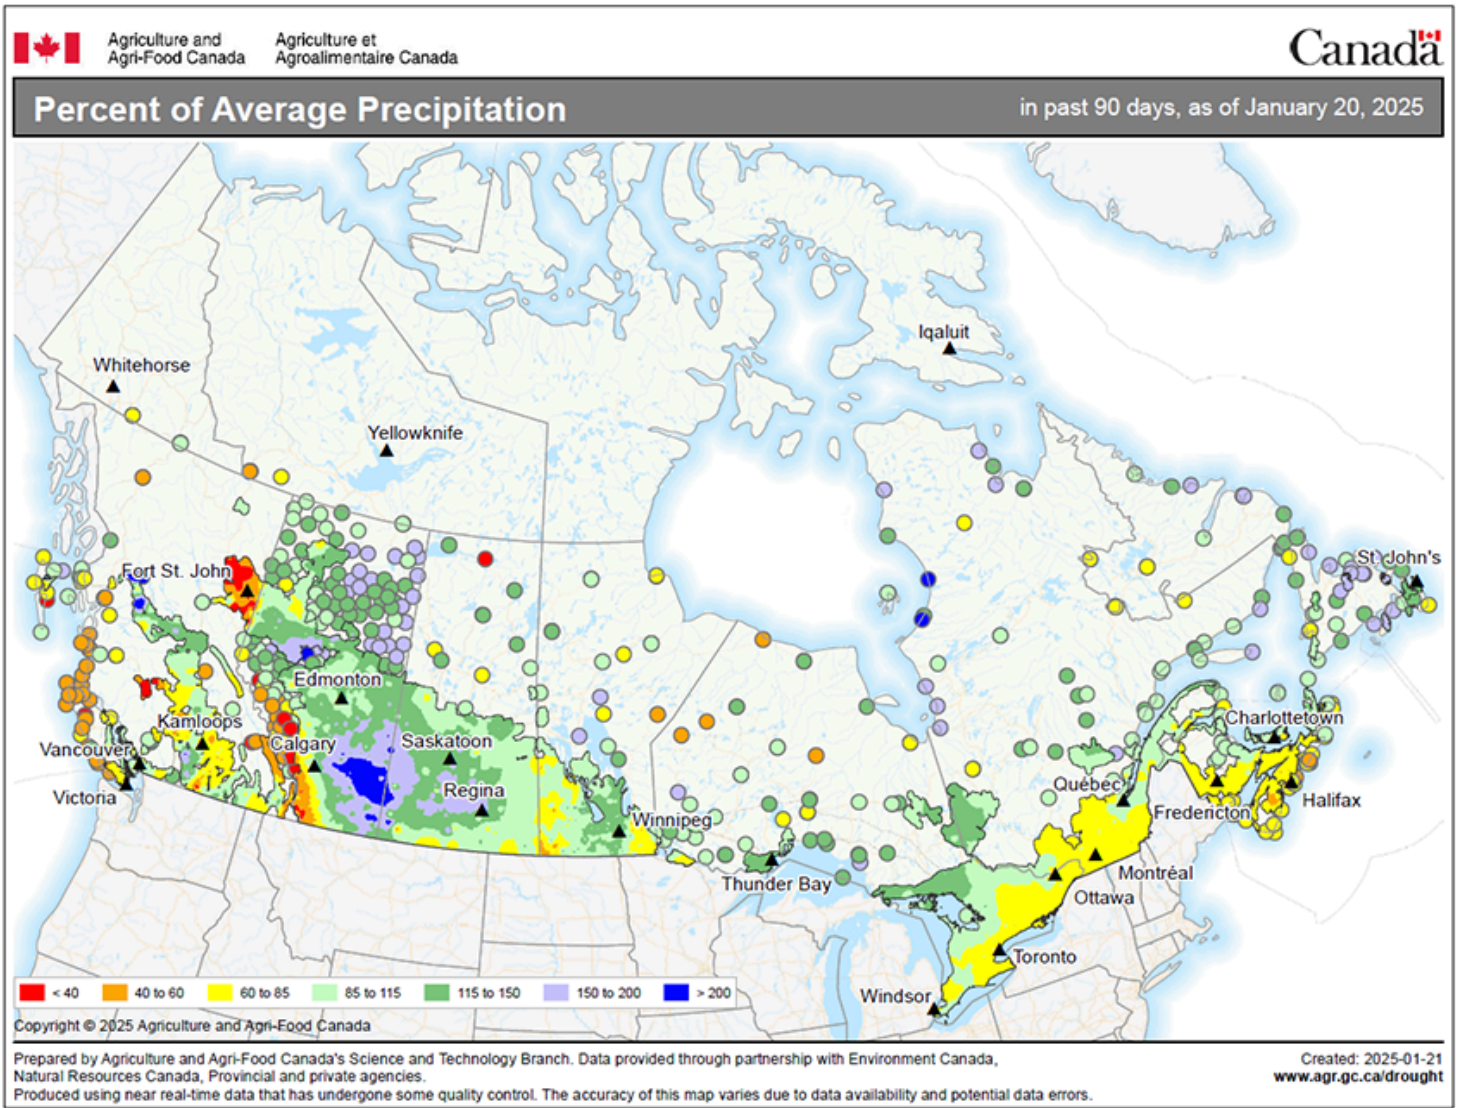 Agriculture and
Agri-Food Canada
Agriculture et
Agroalimentaire Canada
Canada
Percent of Average Precipitation
in past 90 days, as of January 20, 2025
Iqaluit
Whitehorse
Yellowknife
St. John's
Fort St. John
Edmonton
Kamloops
Charlottetown
Vancouver
Calgary
Saskatoon
Québec
Victoria
Regina
Halifax
Fredericton
Winnipeg
Montréal
Thunder Bay
Ottawa
Toronto
Windsor
< 40 40 to 60 60 to 85 85 to 115 115 to 150 150 to 200 > 200
Copyright © 2025 Agriculture and Agri-Food Canada
Prepared by Agriculture and Agri-Food Canada's Science and Technology Branch. Data provided through partnership with Environment Canada,
Natural Resources Canada, Provincial and private agencies.
Produced using near real-time data that has undergone some quality control. The accuracy of this map varies due to data availability and potential data errors.
Created: 2025-01-21
www.agr.gc.ca/drought